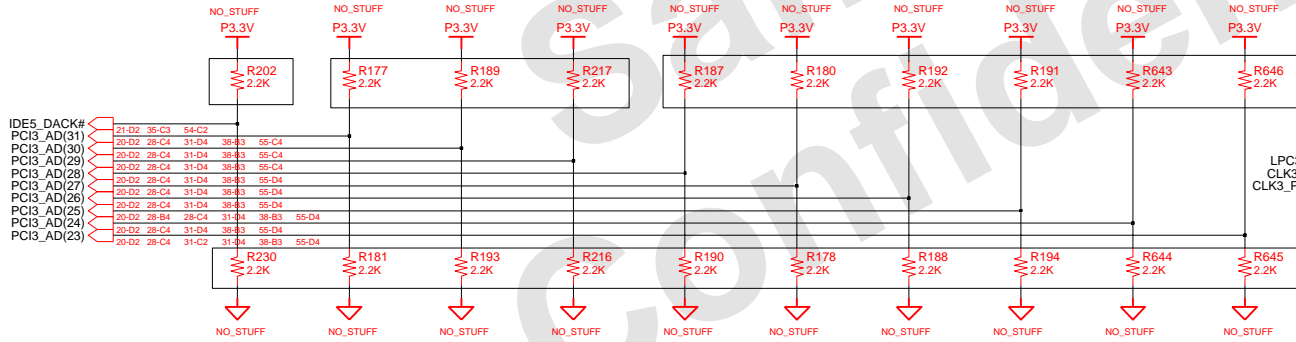 NO_STUFF NO_STUFF NO_STUFF NO_STUFF NO_STUFF NO_STUFF NO_STUFF NO_STUFF NO_STUFF NO_STUFF
P3.3V P3.3V P3.3V P3.3V P3.3V P3.3V P3.3V P3.3V P3.3V P3.3V
R202 R177 R189 R217 R187 R180 R192 R191 R643 R646
2.2K 2.2K 2.2K 2.2K 2.2K 2.2K 2.2K 2.2K 2.2K 2.2K
IDE5_DACK#
21-D2 35-C3 54-C2
PCI3_AD(31)
20-D2 28-C4 31-D4 38-B3 55-C4
PCI3_AD(30)
20-D2 28-C4 31-D4 38-B3 55-C4
PCI3_AD(29)
20-D2 28-C4 31-D4 38-B3 55-C4
PCI3_AD(28)
20-D2 28-C4 31-D4 38-B3 55-D4
PCI3_AD(27)
20-D2 28-C4 31-D4 38-B3 55-D4
PCI3_AD(26)
20-D2 28-C4 31-D4 38-B3 55-D4
PCI3_AD(25)
20-D2 28-B4 28-C4 31-D4 38-B3 55-D4
PCI3_AD(24)
20-D2 28-C4 31-D4 38-B3 55-D4
PCI3_AD(23)
20-D2 28-C4 31-C2 31-D4 38-B3 55-D4
R230 R181 R193 R216 R190 R178 R188 R194 R644 R645
2.2K 2.2K 2.2K 2.2K 2.2K 2.2K 2.2K 2.2K 2.2K 2.2K
NO_STUFF NO_STUFF NO_STUFF NO_STUFF NO_STUFF NO_STUFF NO_STUFF NO_STUFF NO_STUFF NO_STUFF